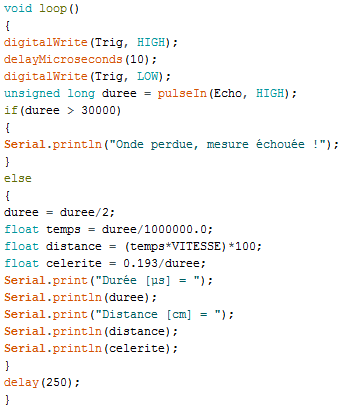 void loop()
{
digitalWrite(Trig, HIGH);
delayMicroseconds(10);
digitalWrite(Trig, LOW);
unsigned long duree = pulseIn(Echo, HIGH);
if(duree > 30000)
{
Serial.println("Onde perdue, mesure échouée !");
}
else
{
duree = duree/2;
float temps = duree/1000000.0;
float distance = (temps*VITESSE)*100;
float celerite = 0.193/duree;
Serial.print("Durée [µs] = ");
Serial.println(duree);
Serial.print("Distance [cm] = ");
Serial.println(distance);
Serial.println(celerite);
}
delay(250);
}